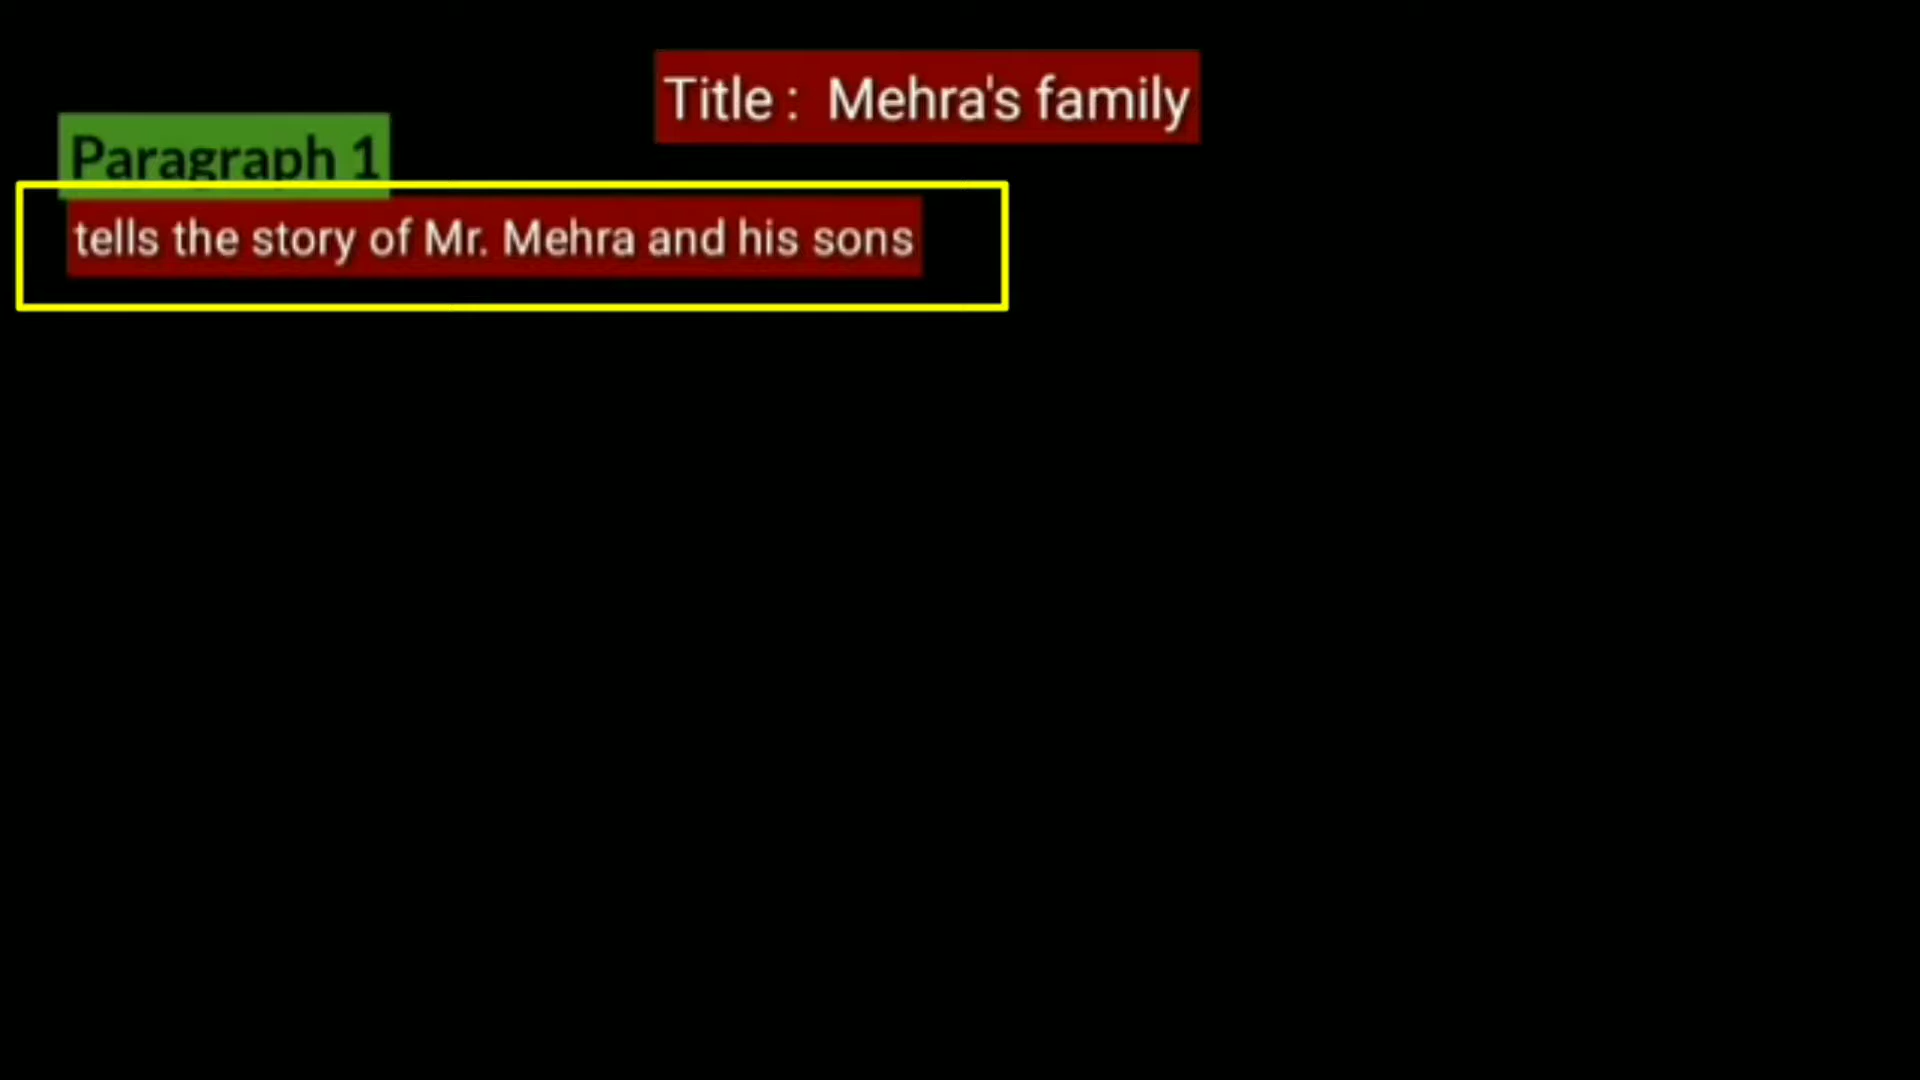 Title : Mehra's family
Paragraph 1
tells the story of Mr. Mehra and his sons